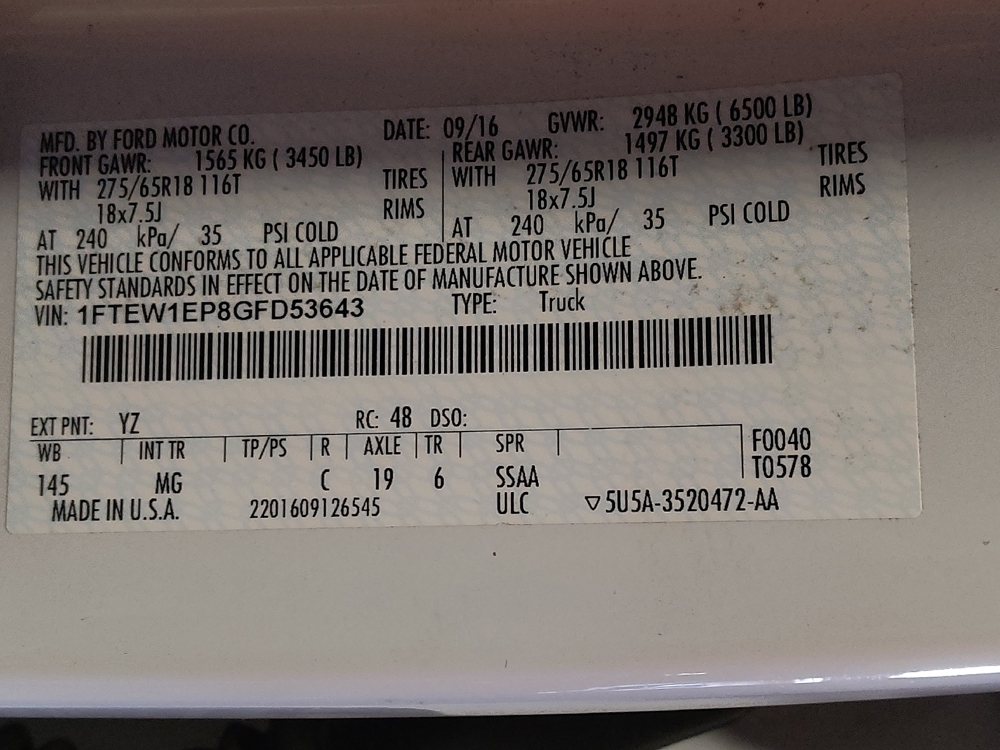 MFD. BY FORD MOTOR CO. DATE: 09/16 GVWR: 2948 KG ( 6500 LB)
FRONT GAWR: 1565 KG ( 3450 LB) REAR GAWR: 1497 KG ( 3300 LB)
WITH 275/65R18 116T TIRES WITH 275/65R18 116T TIRES
18x7.5J RIMS 18x7.5J RIMS
AT 240 kPa/ 35 PSI COLD AT 240 kPa/ 35 PSI COLD
THIS VEHICLE CONFORMS TO ALL APPLICABLE FEDERAL MOTOR VEHICLE
SAFETY STANDARDS IN EFFECT ON THE DATE OF MANUFACTURE SHOWN ABOVE.
VIN: 1FTEW1EP8GFD53643 TYPE: Truck
EXT PNT: YZ RC: 48 DSO:
WB INT TR TP/PS R AXLE TR SPR F0040
T0578
145 MG C 19 6 SSAA
MADE IN U.S.A. 2201609126545 ULC ▽5U5A-3520472-AA